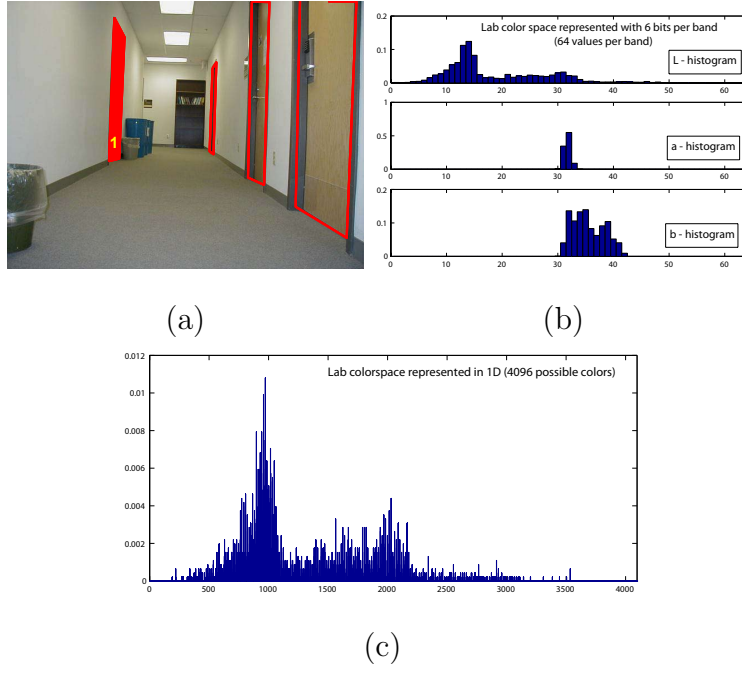 1
0.2
0.1
0
0 10 20 30 40 50 60
Lab color space represented with 6 bits per band
(64 values per band)
L - histogram
1
0.5
0
0 10 20 30 40 50 60
a - histogram
0.2
0.1
0
0 10 20 30 40 50 60
b - histogram
(a)
(b)
0.012
0.01
0.008
0.006
0.004
0.002
0
0 500 1000 1500 2000 2500 3000 3500 4000
Lab colorspace represented in 1D (4096 possible colors)
(c)